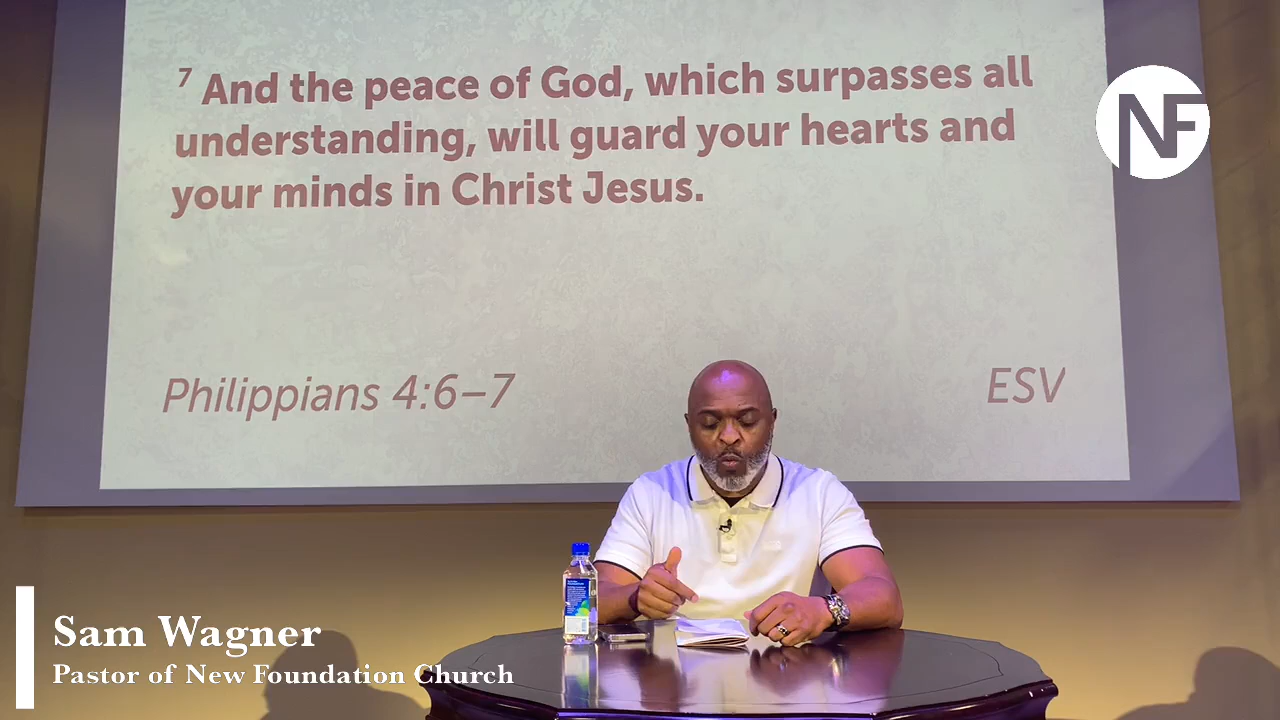 7 And the peace of God, which surpasses all
understanding, will guard your hearts and
your minds in Christ Jesus.
Philippians 4:6–7
ESV
NF
Sam Wagner
Pastor of New Foundation Church